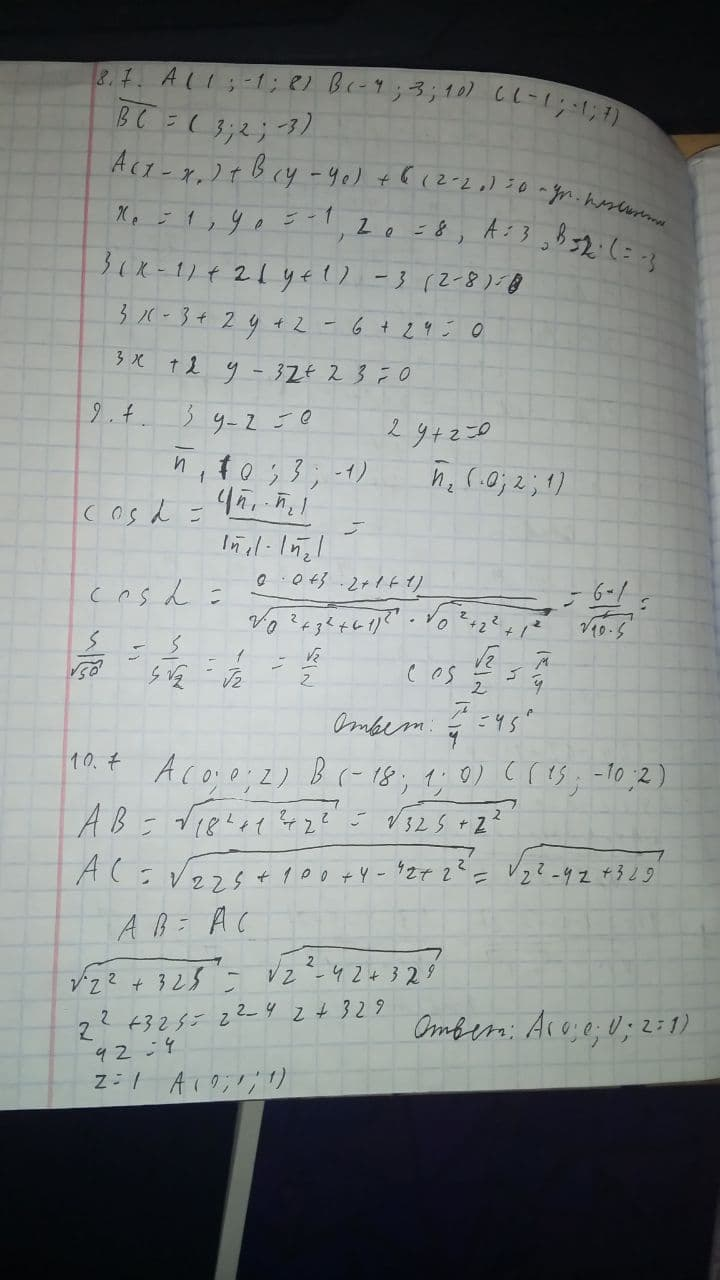 8.7. A(1;-1;8) B(-4;-3;10) C(-1;-1;7)
BC = (3;2;-3)
A(x-x₀)+B(y-y₀)+C(z-z₀)=0 - ур. плоскости
x₀=1, y₀=-1, z₀=8, A=3, B=2, C=-3
3(x-1)+2(y+1)-3(z-8)=0
3x-3+2y+2-6+24=0
3x+2y-3z+23=0
9.7. 3y-z=0 2y+z=0
n₁(0;3;-1) n₂(0;2;1)
cos α = |n₁·n₂| / |n₁|·|n₂| =
cos α = 0·0+3·2+(-1·1) / √0²+3²+(-1)² · √0²+2²+1² = 6-1 / √10·5 =
5/√50 = 5/5√2 = 1/√2 = √2/2 cos √2/2 = π/4
Ответ: π/4 = 45°
10.7 A(0;0;z) B(-18;1;0) C(15;-10;2)
AB = √18²+1²+z² = √325+z²
AC = √225+100+4-4z+z² = √z²-4z+329
AB = AC
√z²+325 = √z²-4z+329
z²+325=z²-4z+329
4z=4 Ответ: A(0;0;0; z=1)
z=1 A(0;1;1)